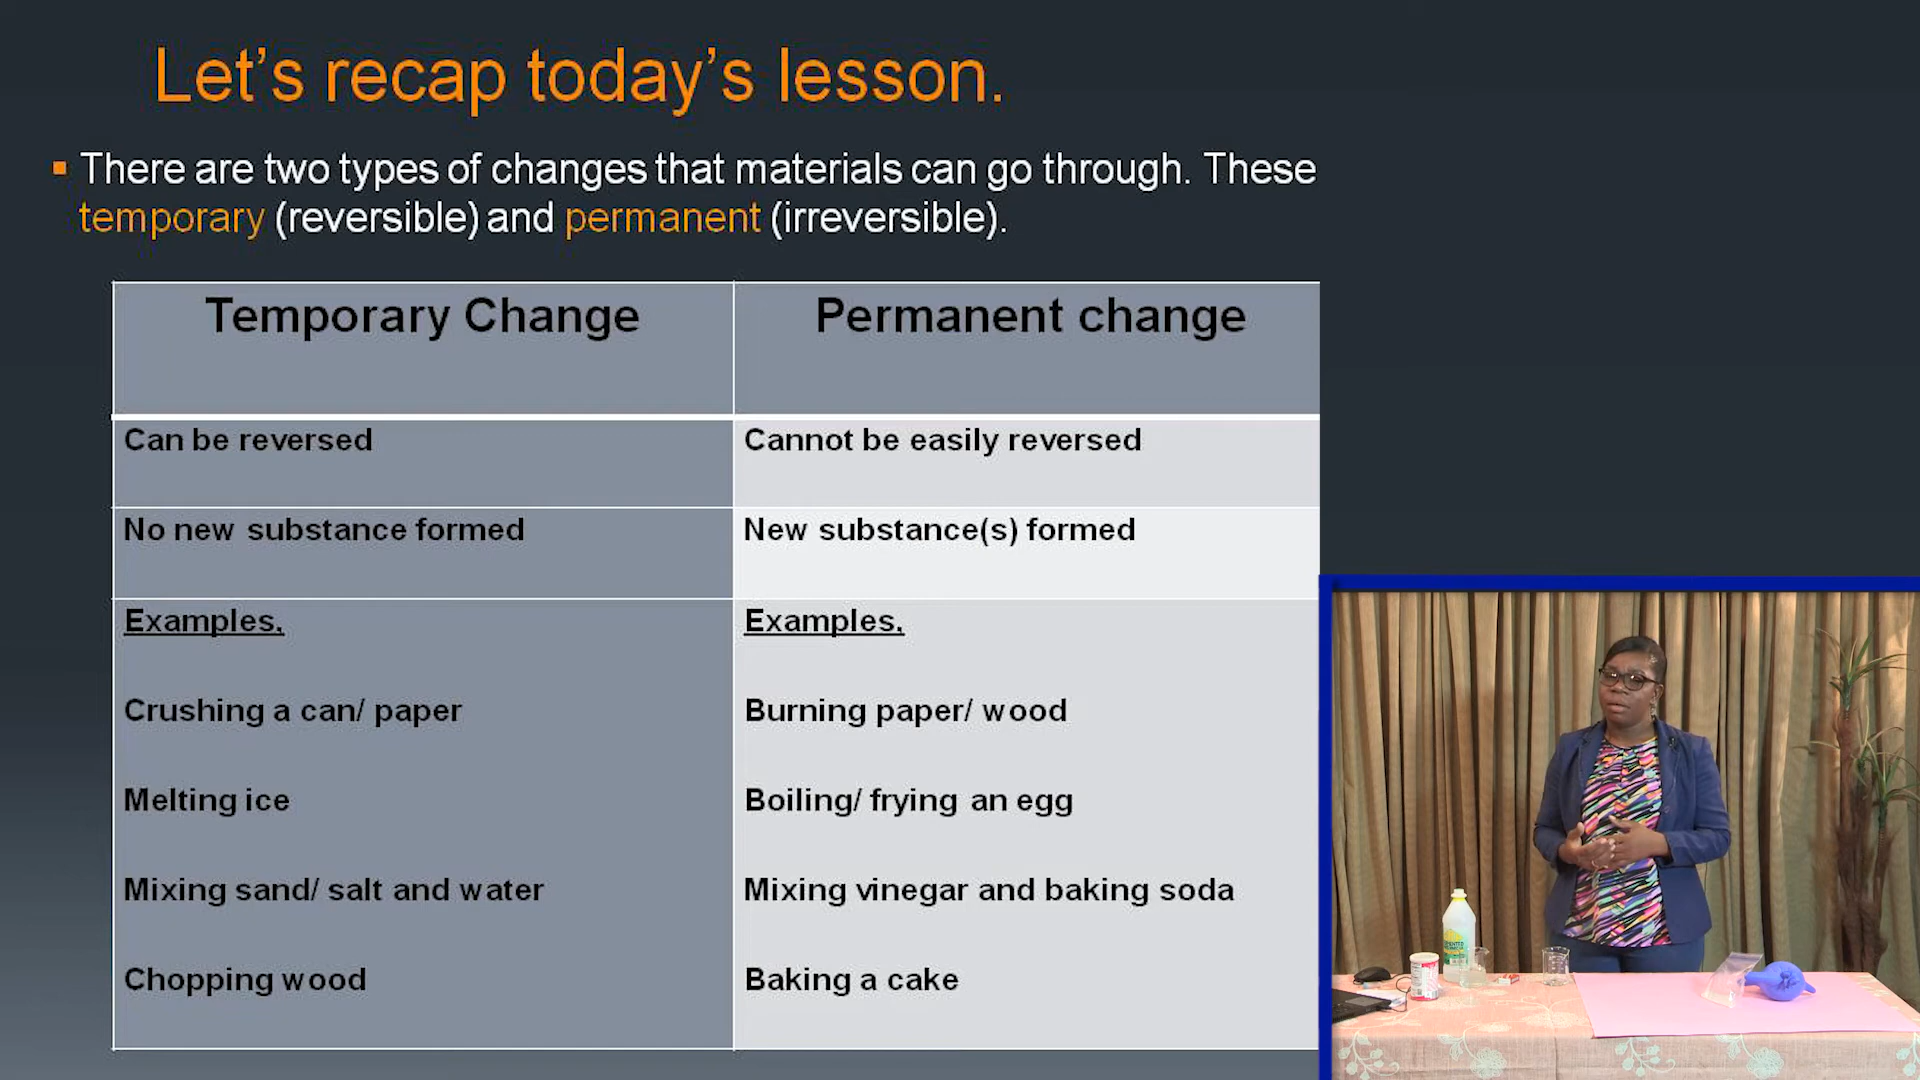 Let’s recap today’s lesson.
There are two types of changes that materials can go through. These
temporary (reversible) and permanent (irreversible).
Temporary Change
Permanent change
Can be reversed
Cannot be easily reversed
No new substance formed
New substance(s) formed
Examples.
Examples.
Crushing a can/ paper
Burning paper/ wood
Melting ice
Boiling/ frying an egg
Mixing sand/ salt and water
Mixing vinegar and baking soda
Chopping wood
Baking a cake